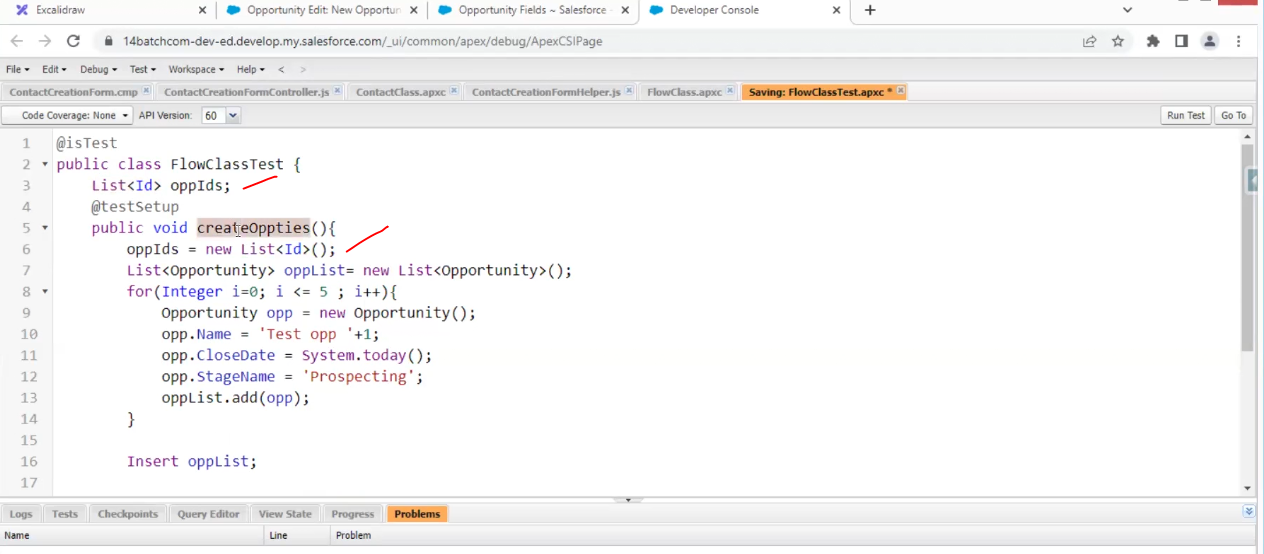 Excalidraw
Opportunity Edit: New Opportun
Opportunity Fields ~ Salesforce
Developer Console
14batchcom-dev-ed.develop.my.salesforce.com/_ui/common/apex/debug/ApexCSIPage
File Edit Debug Test Workspace Help < >
ContactCreationForm.cmp ContactCreationFormController.js ContactClass.apxc ContactCreationFormHelper.js FlowClass.apxc Saving: FlowClassTest.apxc *
Code Coverage: None API Version: 60 Run Test Go To
1 @isTest
2 public class FlowClassTest {
3 List<Id> oppIds;
4 @testSetup
5 public void createOppties(){
6 oppIds = new List<Id>();
7 List<Opportunity> oppList= new List<Opportunity>();
8 for(Integer i=0; i <= 5 ; i++){
9 Opportunity opp = new Opportunity();
10 opp.Name = 'Test opp '+1;
11 opp.CloseDate = System.today();
12 opp.StageName = 'Prospecting';
13 oppList.add(opp);
14 }
15
16 Insert oppList;
17
Logs Tests Checkpoints Query Editor View State Progress Problems
Name Line Problem